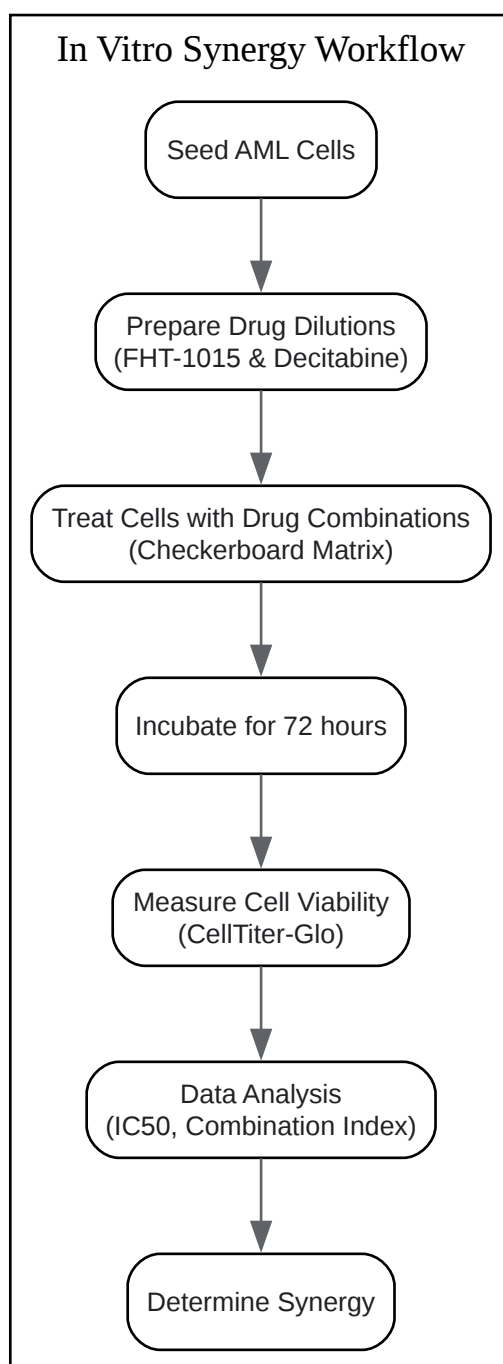 In Vitro Synergy Workflow
Seed AML Cells
Prepare Drug Dilutions
(FHT-1015 & Decitabine)
Treat Cells with Drug Combinations
(Checkerboard Matrix)
Incubate for 72 hours
Measure Cell Viability
(CellTiter-Glo)
Data Analysis
(IC50, Combination Index)
Determine Synergy